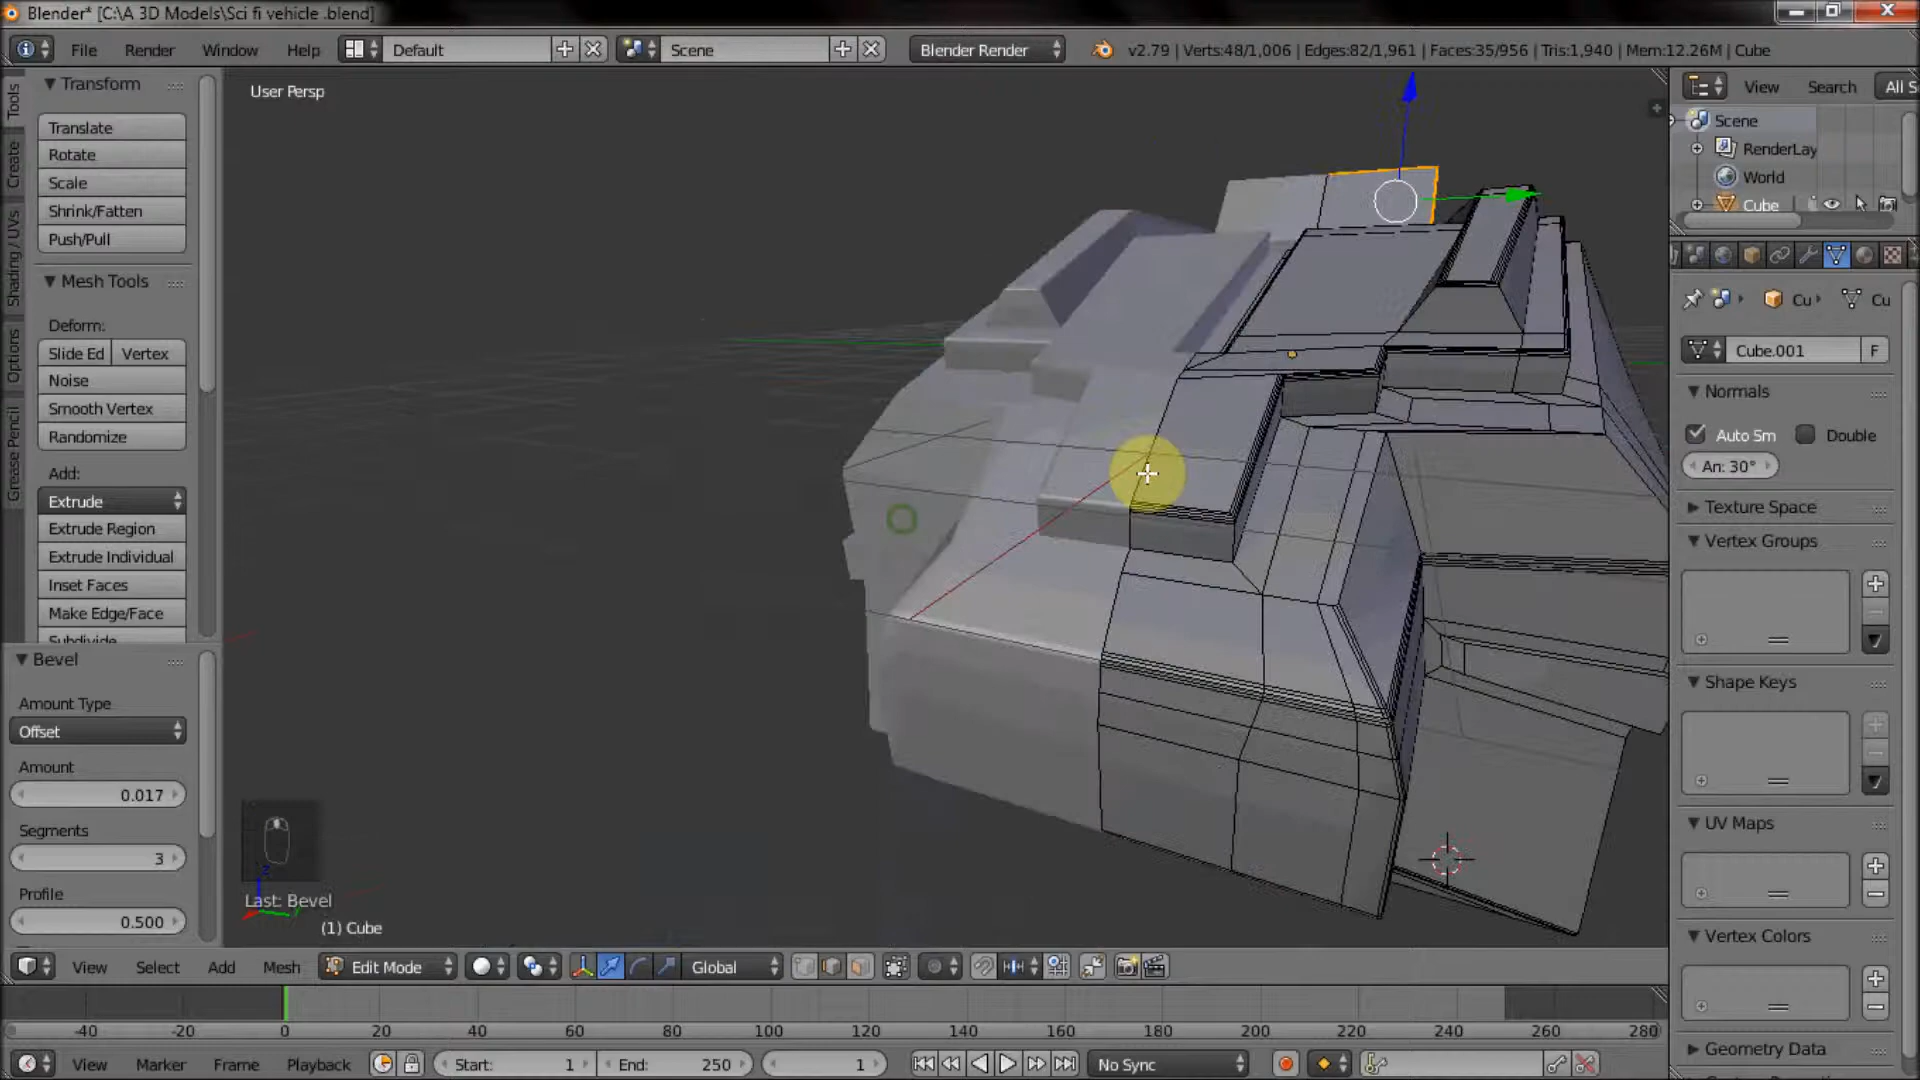 Blender* [C:\A 3D Models\Sci fi vehicle .blend]
File Render Window Help Default Scene Blender Render v2.79 | Verts:48/1,006 | Edges:82/1,961 | Faces:35/956 | Tris:1,940 | Mem:12.26M | Cube
Tools
Create
Shading / UVs
Options
Grease Pencil
Transform
Translate
Rotate
Scale
Shrink/Fatten
Push/Pull
Mesh Tools
Deform:
Slide Ed Vertex
Noise
Smooth Vertex
Randomize
Add:
Extrude
Extrude Region
Extrude Individual
Inset Faces
Make Edge/Face
Subdivide
Bevel
Amount Type
Offset
Amount
0.017
Segments
3
Profile
0.500
User Persp
Last: Bevel
(1) Cube
View Search All S
Scene
RenderLay
World
Cube
Cu Cu
Cube.001 F
Normals
Auto Sm Double
An: 30°
Texture Space
Vertex Groups
Shape Keys
UV Maps
Vertex Colors
Geometry Data
View Select Add Mesh Edit Mode Global
-40 -20 0 20 40 60 80 100 120 140 160 180 200 220 240 260 280
View Marker Frame Playback Start: 1 End: 250 1 No Sync